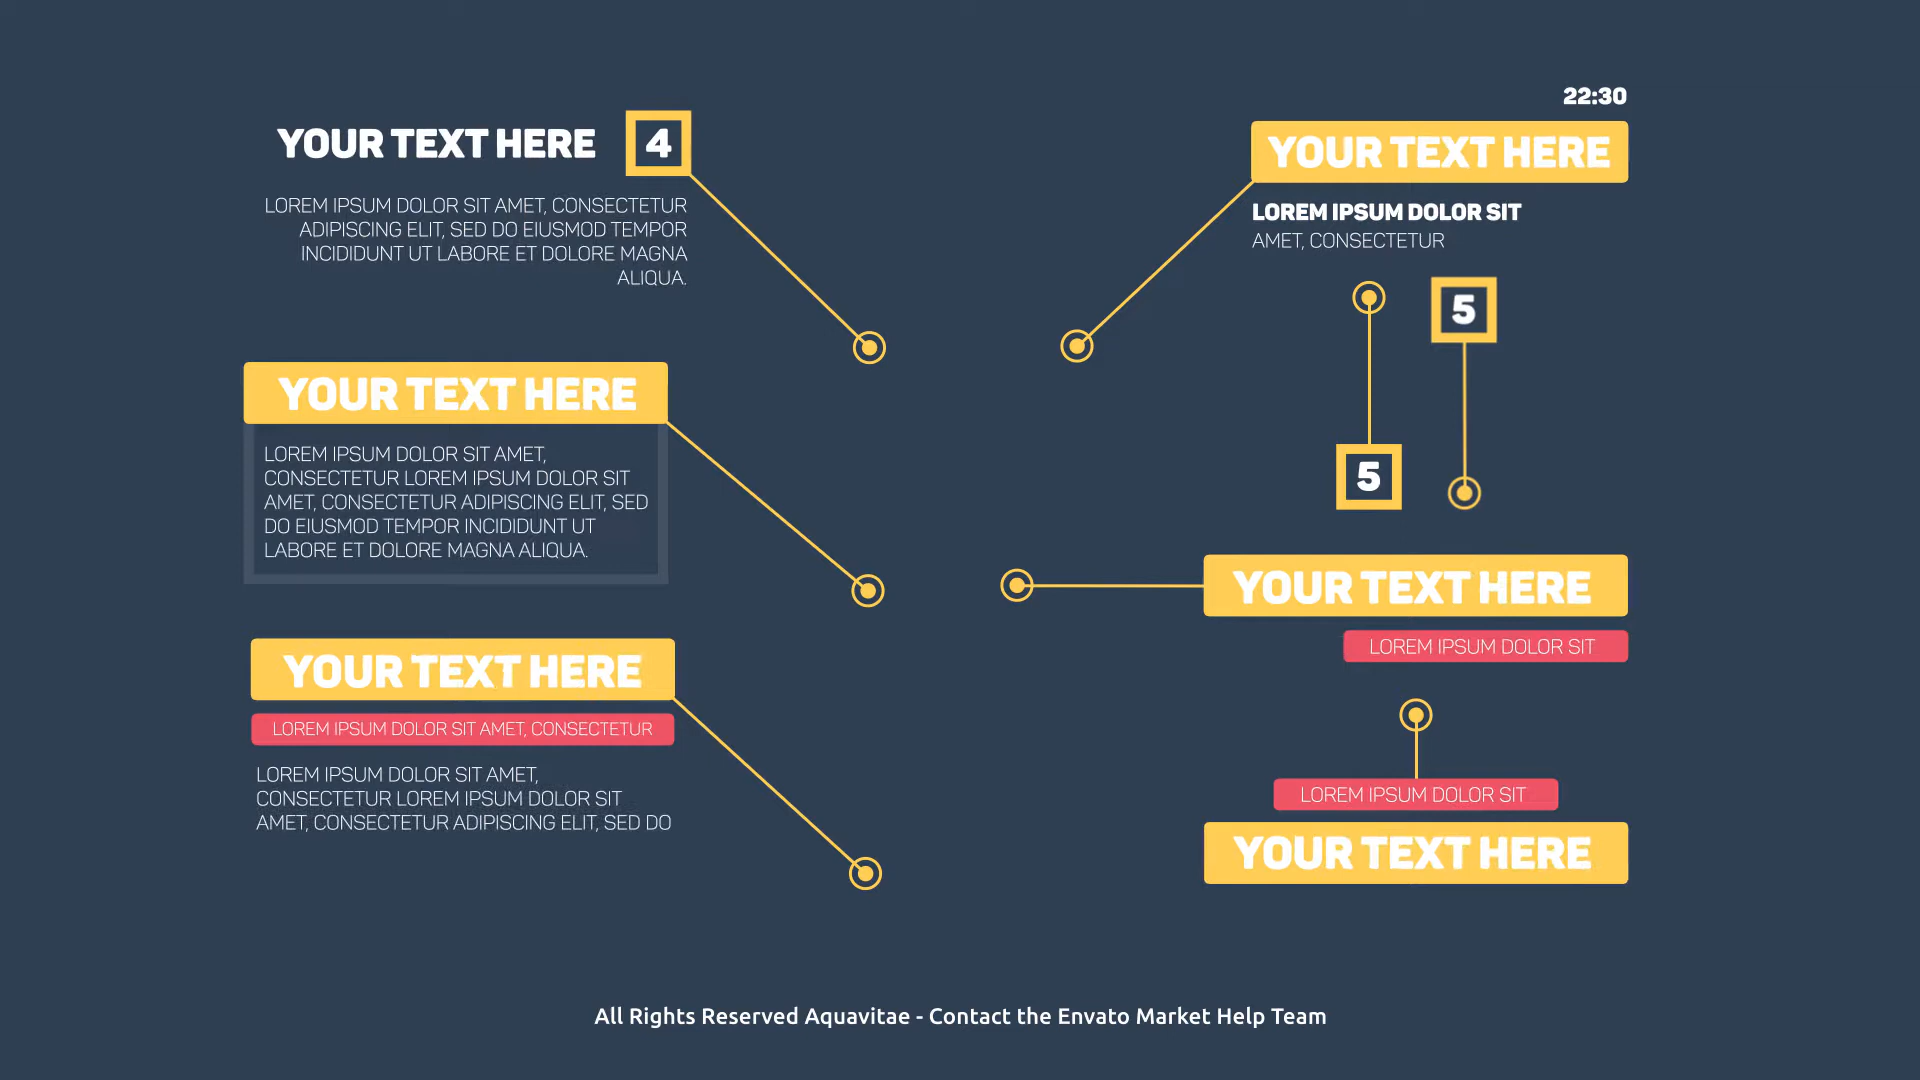 YOUR TEXT HERE 4
LOREM IPSUM DOLOR SIT AMET, CONSECTETUR
ADIPISCING ELIT, SED DO EIUSMOD TEMPOR
INCIDIDUNT UT LABORE ET DOLORE MAGNA
ALIQUA.
YOUR TEXT HERE
LOREM IPSUM DOLOR SIT AMET,
CONSECTETUR LOREM IPSUM DOLOR SIT
AMET, CONSECTETUR ADIPISCING ELIT, SED
DO EIUSMOD TEMPOR INCIDIDUNT UT
LABORE ET DOLORE MAGNA ALIQUA.
YOUR TEXT HERE
LOREM IPSUM DOLOR SIT AMET, CONSECTETUR
LOREM IPSUM DOLOR SIT AMET,
CONSECTETUR LOREM IPSUM DOLOR SIT
AMET, CONSECTETUR ADIPISCING ELIT, SED DO
22:30
YOUR TEXT HERE
LOREM IPSUM DOLOR SIT
AMET, CONSECTETUR
5
5
YOUR TEXT HERE
LOREM IPSUM DOLOR SIT
LOREM IPSUM DOLOR SIT
YOUR TEXT HERE
All Rights Reserved Aquavitae - Contact the Envato Market Help Team